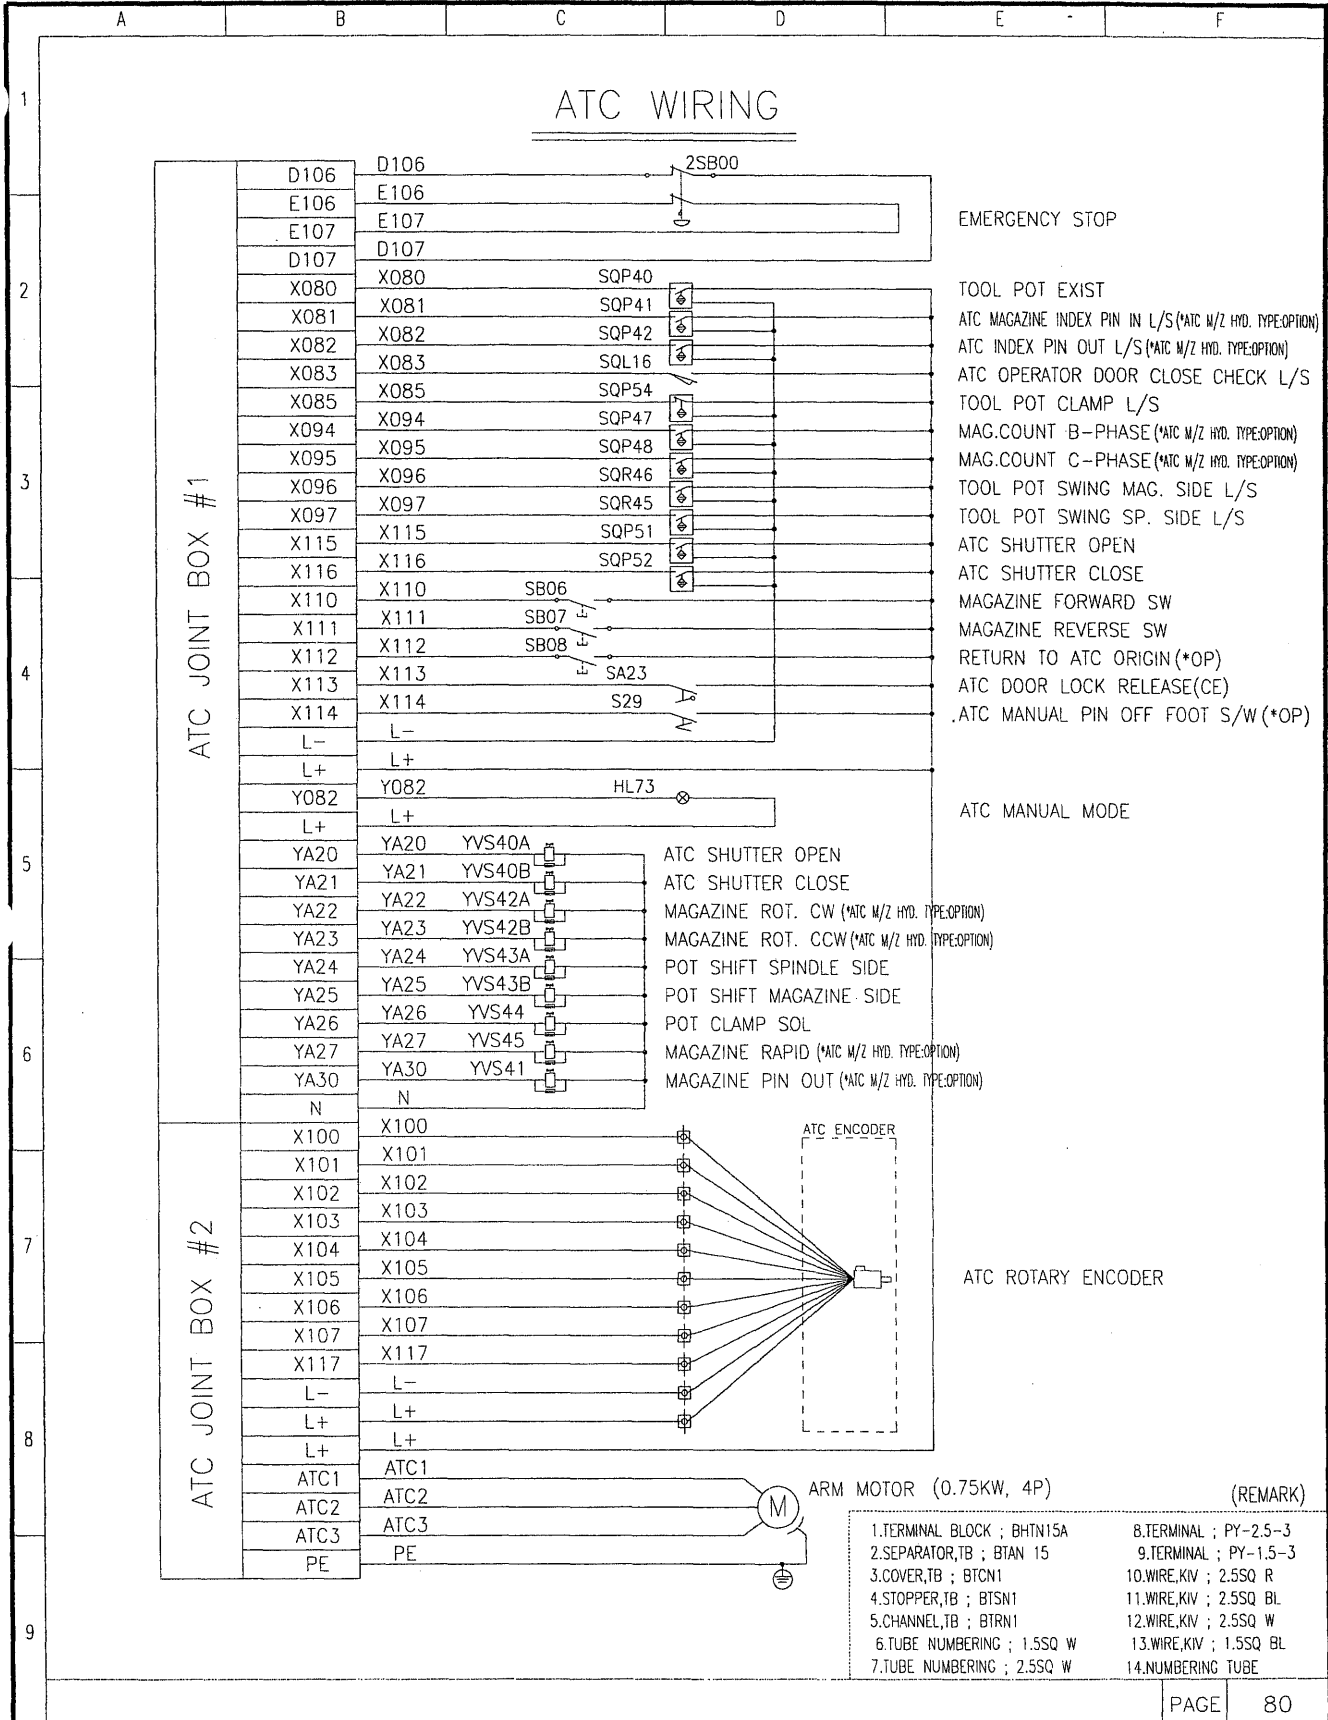 A B C D E - F
1
ATC WIRING
ATC JOINT BOX #1
D106 D106 2SB00
E106 E106
E107 E107
D107 D107
EMERGENCY STOP
2
X080 X080 SQP40 TOOL POT EXIST
X081 X081 SQP41 ATC MAGAZINE INDEX PIN IN L/S(*ATC M/Z HYD. TYPE:OPTION)
X082 X082 SQP42 ATC INDEX PIN OUT L/S(*ATC M/Z HYD. TYPE:OPTION)
X083 X083 SQL16 ATC OPERATOR DOOR CLOSE CHECK L/S
X085 X085 SQP54 TOOL POT CLAMP L/S
X094 X094 SQP47 MAG.COUNT B-PHASE(*ATC M/Z HYD. TYPE:OPTION)
X095 X095 SQP48 MAG.COUNT C-PHASE(*ATC M/Z HYD. TYPE:OPTION)
3
X096 X096 SQR46 TOOL POT SWING MAG. SIDE L/S
X097 X097 SQR45 TOOL POT SWING SP. SIDE L/S
X115 X115 SQP51 ATC SHUTTER OPEN
X116 X116 SQP52 ATC SHUTTER CLOSE
X110 X110 SB06 MAGAZINE FORWARD SW
X111 X111 SB07 MAGAZINE REVERSE SW
X112 X112 SB08 RETURN TO ATC ORIGIN(*OP)
4
X113 X113 SA23 ATC DOOR LOCK RELEASE(CE)
X114 X114 S29 .ATC MANUAL PIN OFF FOOT S/W(*OP)
L- L-
L+ L+
Y082 Y082 HL73 ATC MANUAL MODE
L+ L+
5
YA20 YA20 YVS40A ATC SHUTTER OPEN
YA21 YA21 YVS40B ATC SHUTTER CLOSE
YA22 YA22 YVS42A MAGAZINE ROT. CW (*ATC M/Z HYD. TYPE:OPTION)
YA23 YA23 YVS42B MAGAZINE ROT. CCW(*ATC M/Z HYD. TYPE:OPTION)
YA24 YA24 YVS43A POT SHIFT SPINDLE SIDE
YA25 YA25 YVS43B POT SHIFT MAGAZINE SIDE
YA26 YA26 YVS44 POT CLAMP SOL
6
YA27 YA27 YVS45 MAGAZINE RAPID (*ATC M/Z HYD. TYPE:OPTION)
YA30 YA30 YVS41 MAGAZINE PIN OUT (*ATC M/Z HYD. TYPE:OPTION)
N N
ATC JOINT BOX #2
X100 X100 ATC ENCODER
X101 X101
X102 X102
X103 X103
7
X104 X104
X105 X105 ATC ROTARY ENCODER
X106 X106
X107 X107
X117 X117
L- L-
L+ L+
8
L+ L+
ATC1 ATC1 ARM MOTOR (0.75KW, 4P)
ATC2 ATC2 M
ATC3 ATC3
PE PE
(REMARK)
1.TERMINAL BLOCK ; BHTN15A
2.SEPARATOR,TB ; BTAN 15
3.COVER,TB ; BTCN1
4.STOPPER,TB ; BTSN1
5.CHANNEL,TB ; BTRN1
6.TUBE NUMBERING ; 1.5SQ W
7.TUBE NUMBERING ; 2.5SQ W
8.TERMINAL ; PY-2.5-3
9.TERMINAL ; PY-1.5-3
10.WIRE,KIV ; 2.5SQ R
11.WIRE,KIV ; 2.5SQ BL
12.WIRE,KIV ; 2.5SQ W
13.WIRE,KIV ; 1.5SQ BL
14.NUMBERING TUBE
9
PAGE 80